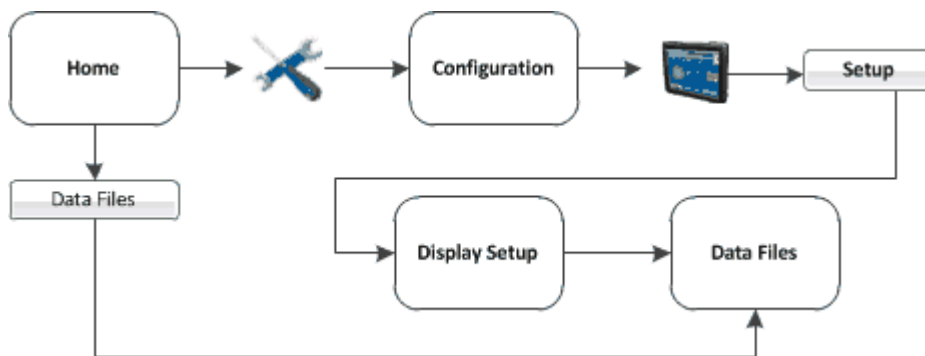 Home
Configuration
Setup
Data Files
Display Setup
Data Files